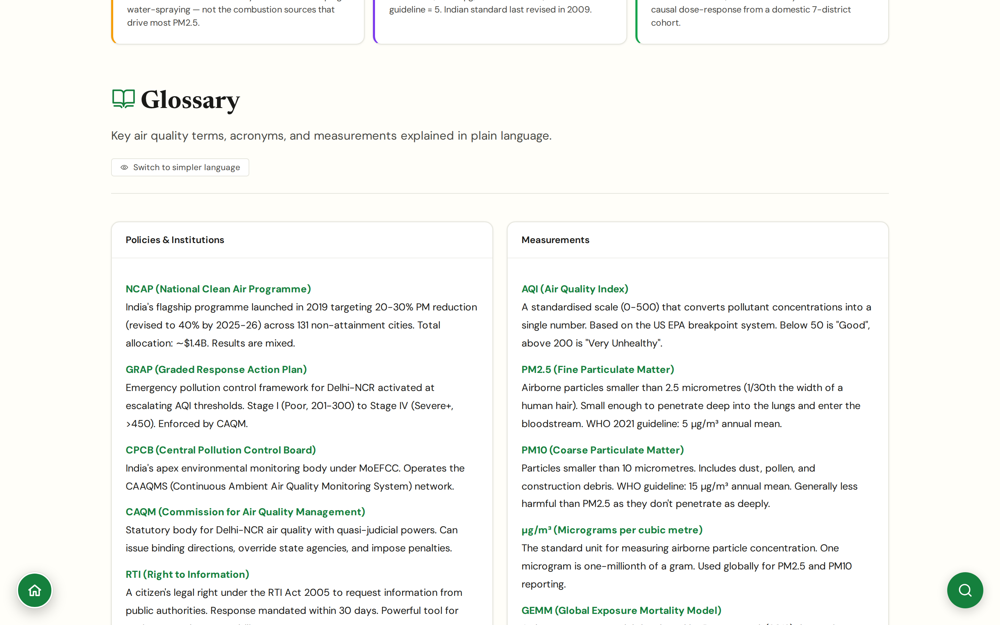 water-spraying — not the combustion sources that
drive most PM2.5.
guideline = 5. Indian standard last revised in 2009.
causal dose-response from a domestic 7-district
cohort.
Glossary
Key air quality terms, acronyms, and measurements explained in plain language.
Switch to simpler language
Policies & Institutions
NCAP (National Clean Air Programme)
India's flagship programme launched in 2019 targeting 20-30% PM reduction
(revised to 40% by 2025-26) across 131 non-attainment cities. Total
allocation: ~$1.4B. Results are mixed.
GRAP (Graded Response Action Plan)
Emergency pollution control framework for Delhi-NCR activated at
escalating AQI thresholds. Stage I (Poor, 201-300) to Stage IV (Severe+,
>450). Enforced by CAQM.
CPCB (Central Pollution Control Board)
India's apex environmental monitoring body under MoEFCC. Operates the
CAAQMS (Continuous Ambient Air Quality Monitoring System) network.
CAQM (Commission for Air Quality Management)
Statutory body for Delhi-NCR air quality with quasi-judicial powers. Can
issue binding directions, override state agencies, and impose penalties.
RTI (Right to Information)
A citizen's legal right under the RTI Act 2005 to request information from
public authorities. Response mandated within 30 days. Powerful tool for
Measurements
AQI (Air Quality Index)
A standardised scale (0-500) that converts pollutant concentrations into a
single number. Based on the US EPA breakpoint system. Below 50 is "Good",
above 200 is "Very Unhealthy".
PM2.5 (Fine Particulate Matter)
Airborne particles smaller than 2.5 micrometres (1/30th the width of a
human hair). Small enough to penetrate deep into the lungs and enter the
bloodstream. WHO 2021 guideline: 5 µg/m³ annual mean.
PM10 (Coarse Particulate Matter)
Particles smaller than 10 micrometres. Includes dust, pollen, and
construction debris. WHO guideline: 15 µg/m³ annual mean. Generally less
harmful than PM2.5 as they don't penetrate as deeply.
µg/m³ (Micrograms per cubic metre)
The standard unit for measuring airborne particle concentration. One
microgram is one-millionth of a gram. Used globally for PM2.5 and PM10
reporting.
GEMM (Global Exposure Mortality Model)